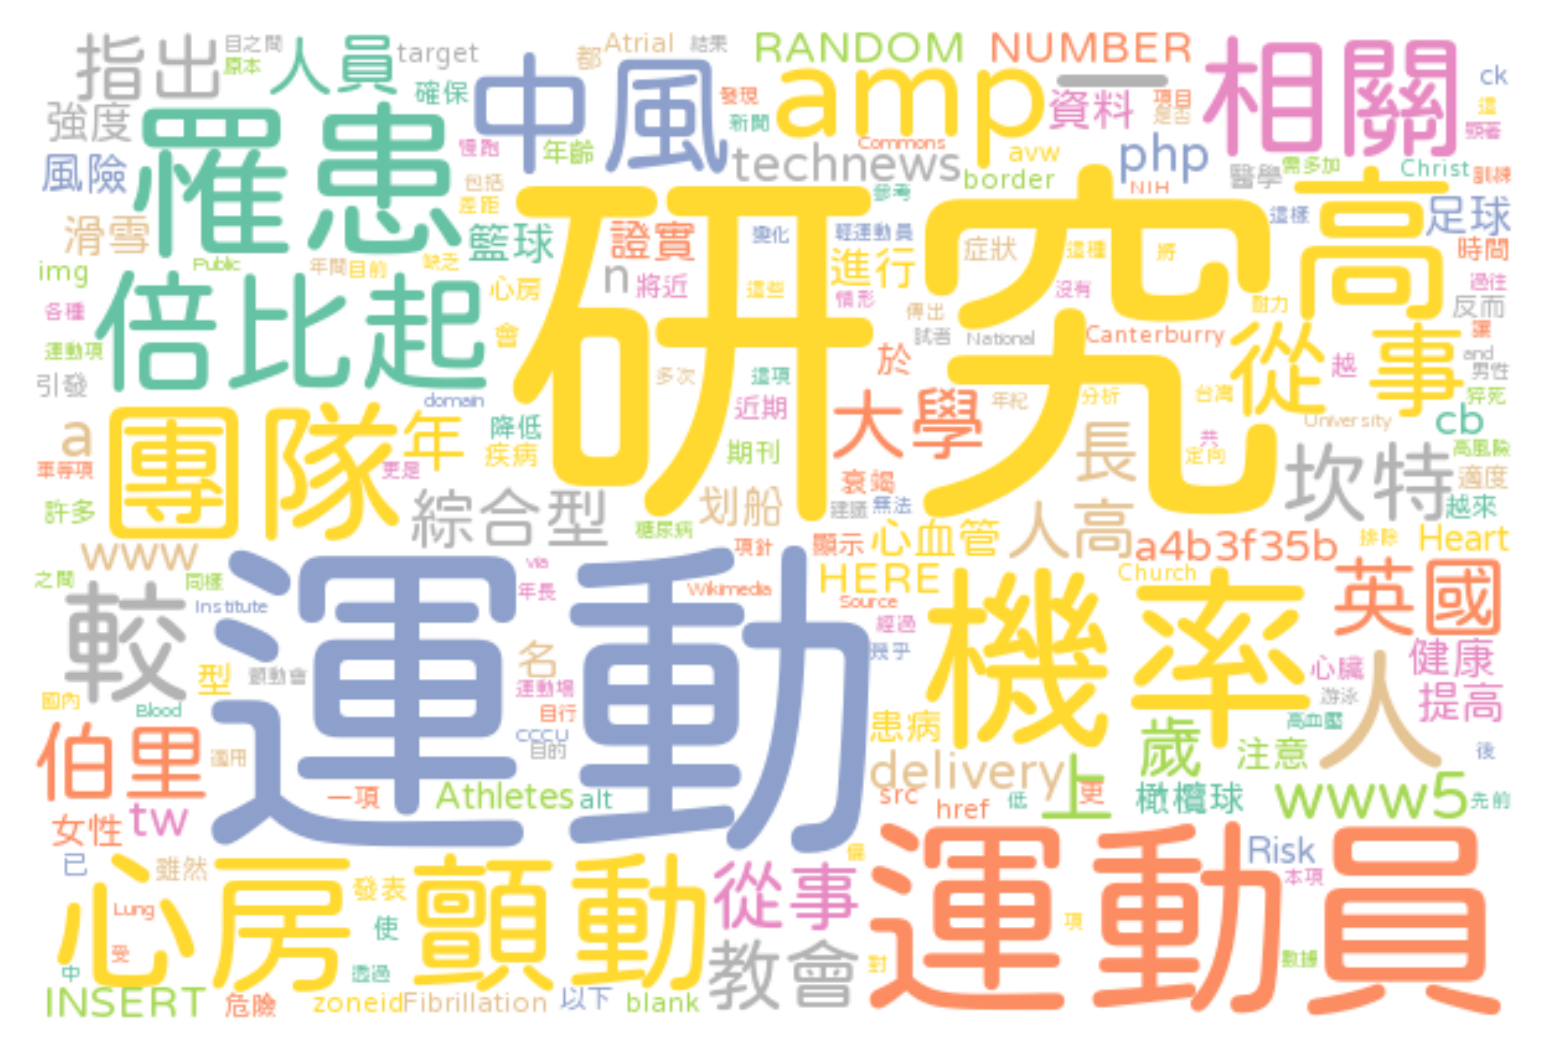 指出
目之間
原本
人員
target
都
Atrial
結果
RANDOM
NUMBER
相關
ck
強度
罹患
確保
中風
發現
新聞
amp
一
資料
項目
是否
這
顯著
風險
慢跑
年齡
technews
Commons
avw
border
php
NIH
醫學
需多加
Christ
訓練
滑雪
包括
差距
籃球
研究
證實
變化
參考
輕運動員
症狀
這種
將
高
這樣
足球
時間
img
Public
年間
目前
缺乏
心房
n
將近
這些
進行
情形
沒有
耐力
過往
反而
各種
倍比起
會
傳出
試者
National
Canterburry
從事
讓
運動項
引發
domain
多次
這項
於
越
and
男性
猝死
a
團隊
年
降低
近期
大學
年紀
分析
台灣
University
cb
軍等項
更是
疾病
期刊
衰竭
長
共
定向
坎特
高風險
適度
許多
綜合型
划船
建議
無法
越來
www
糖尿病
項針
顯示
心血管
人高
a4b3f35b
排除
Heart
之間
同樣
via
年長
HERE
Church
較
Institute
運動
Wikimedia
Source
經過
幾乎
機率
英國
型
顫動會
名
運動場
目行
心臟
健康
國內
Blood
cccu
目的
患病
游泳
高血壓
提高
人
伯里
濫用
delivery
歲
注意
後
tw
一項
Athletes
alt
src
href
低
上
更
橄欖球
www5
先前
女性
已
雖然
發表
從事
偏
運動員
Risk
本項
心房
顫動
Lung
使
受
項
教會
對
數據
中
透過
INSERT
危險
zoneid
Fibrillation
以下
blank